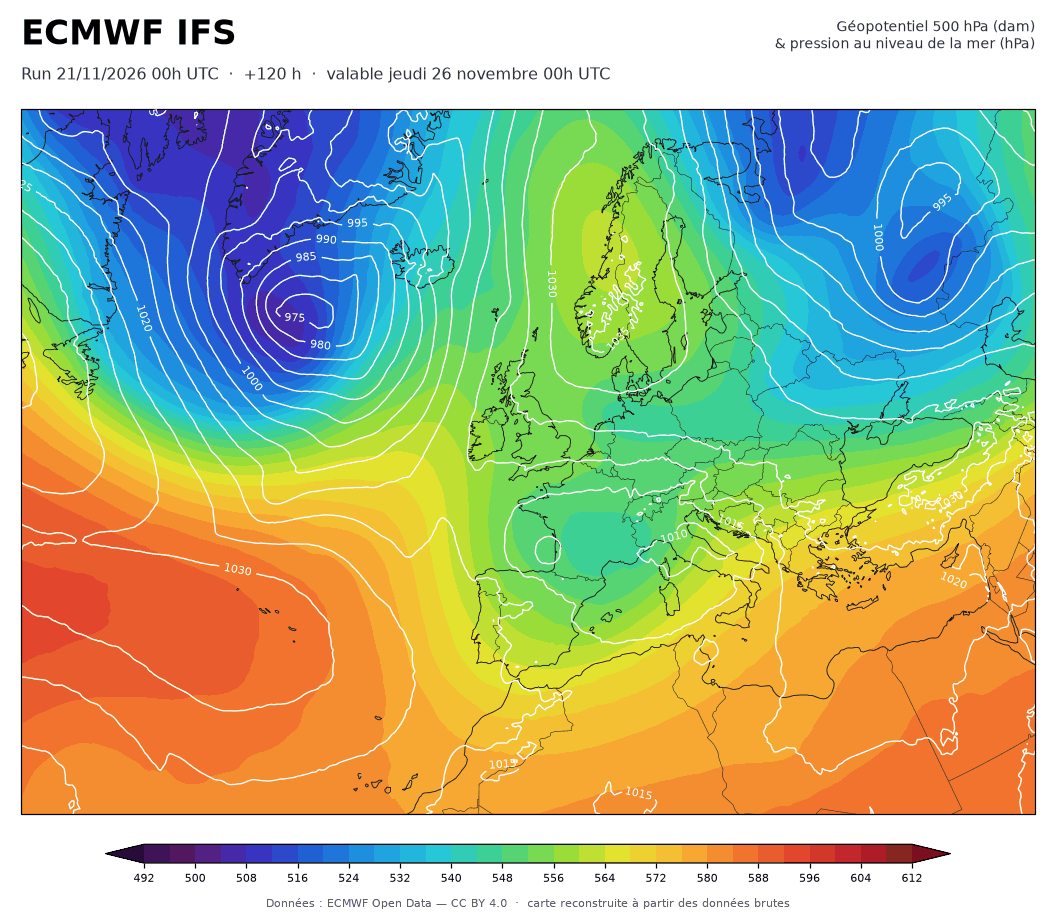 ECMWF IFS
Géopotentiel 500 hPa (dam)
& pression au niveau de la mer (hPa)
Run 21/11/2026 00h UTC · +120 h · valable jeudi 26 novembre 00h UTC
995
990
985
975
980
1000
1020
1030
995
1000
1010
1015
1030
1020
1030
1015
1015
492 500 508 516 524 532 540 548 556 564 572 580 588 596 604 612
Données : ECMWF Open Data — CC BY 4.0 · carte reconstruite à partir des données brutes